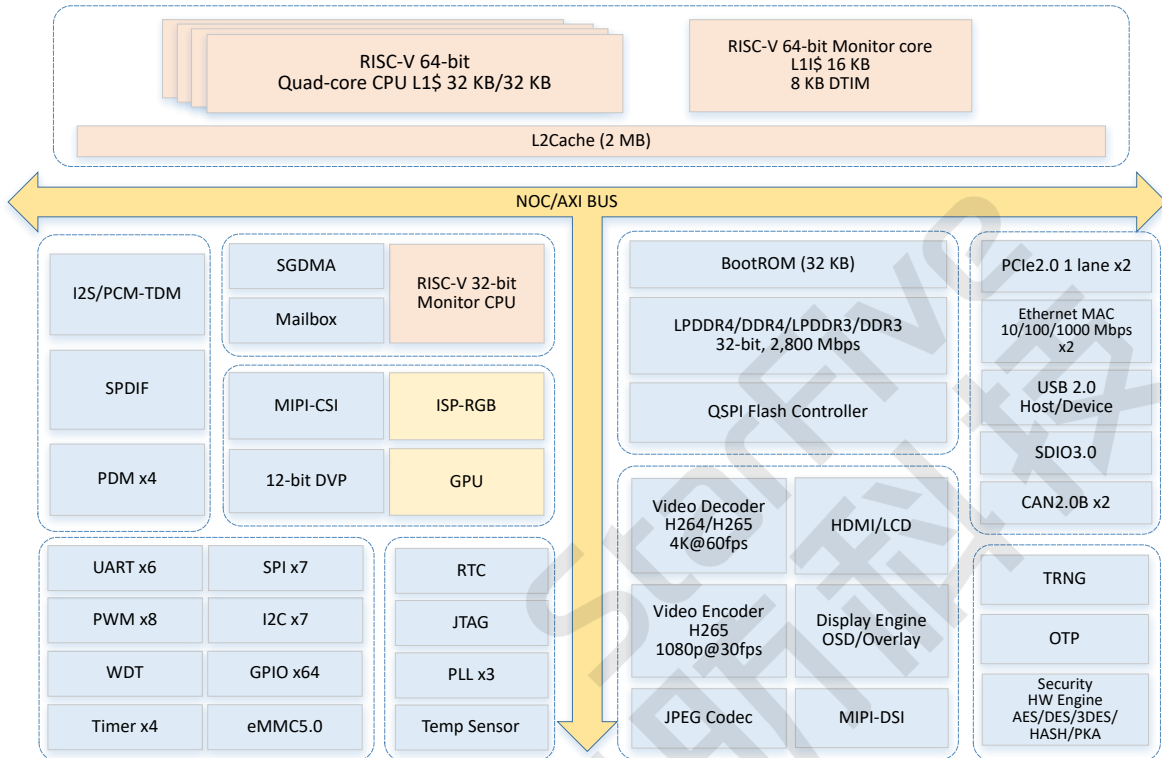 RISC-V 64-bit
Quad-core CPU L1$ 32 KB/32 KB
RISC-V 64-bit Monitor core
L1I$ 16 KB
8 KB DTIM
L2Cache (2 MB)
NOC/AXI BUS
I2S/PCM-TDM
SPDIF
PDM x4
SGDMA
Mailbox
RISC-V 32-bit
Monitor CPU
MIPI-CSI
ISP-RGB
12-bit DVP
GPU
UART x6
SPI x7
PWM x8
I2C x7
WDT
GPIO x64
Timer x4
eMMC5.0
RTC
JTAG
PLL x3
Temp Sensor
BootROM (32 KB)
LPDDR4/DDR4/LPDDR3/DDR3
32-bit, 2,800 Mbps
QSPI Flash Controller
Video Decoder
H264/H265
4K@60fps
HDMI/LCD
Video Encoder
H265
1080p@30fps
Display Engine
OSD/Overlay
JPEG Codec
MIPI-DSI
PCIe2.0 1 lane x2
Ethernet MAC
10/100/1000 Mbps
x2
USB 2.0
Host/Device
SDIO3.0
CAN2.0B x2
TRNG
OTP
Security
HW Engine
AES/DES/3DES/
HASH/PKA
StarFive
昉科技